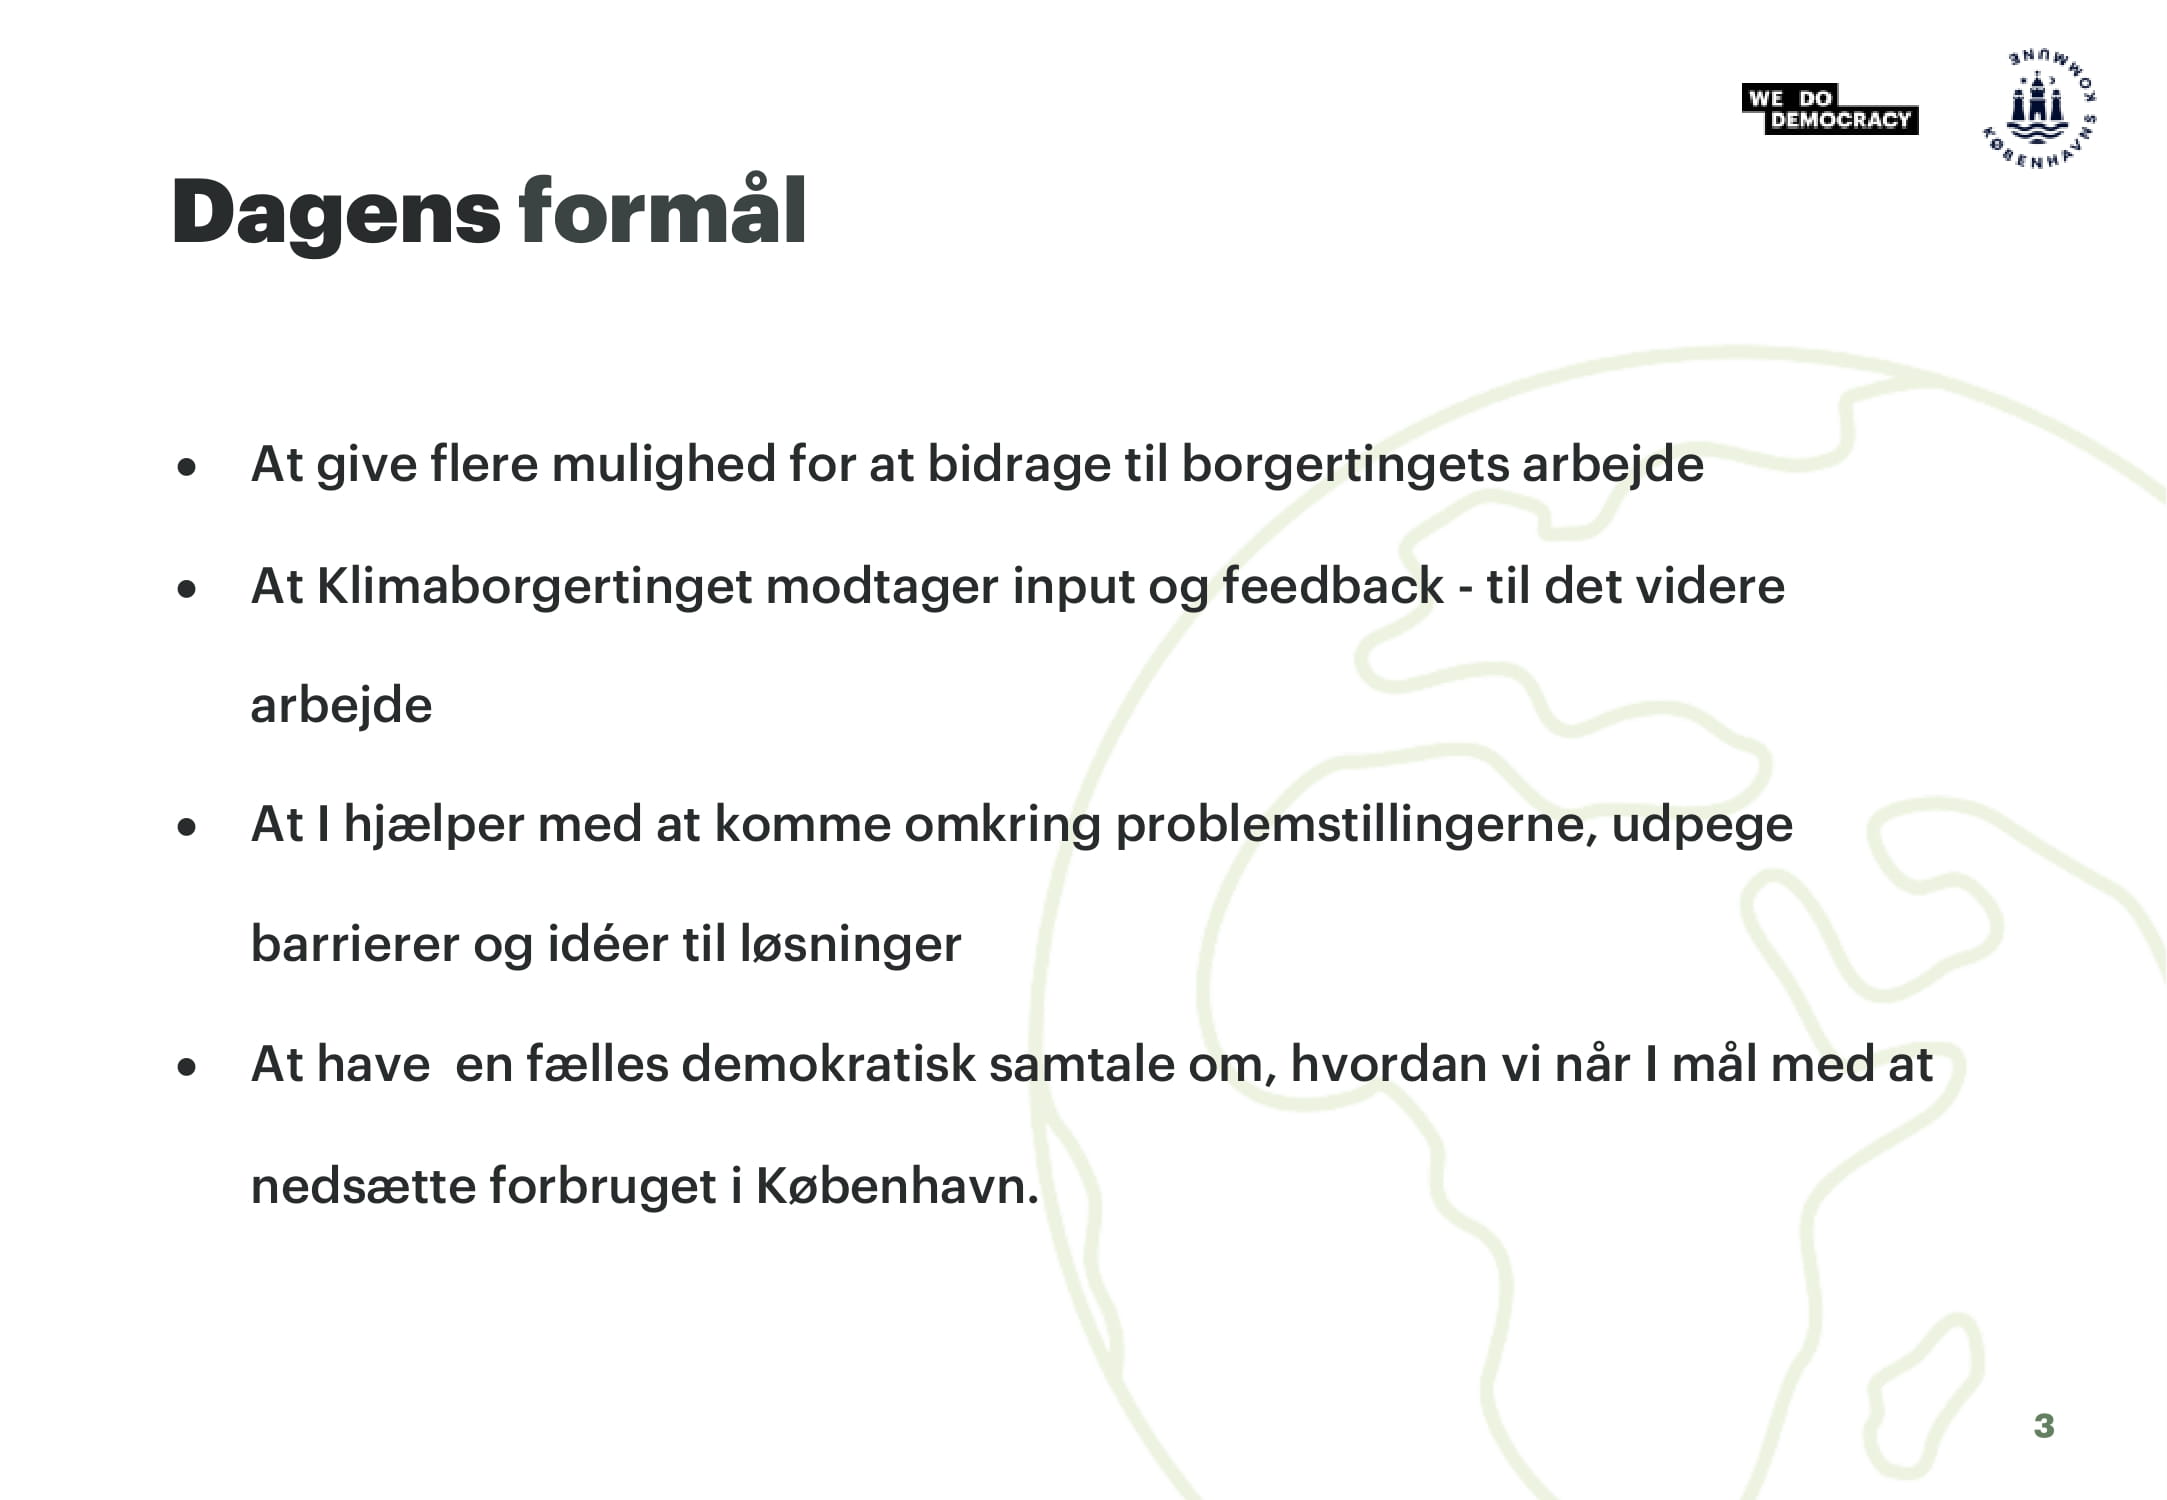 WE DO
DEMOCRACY
KØBENHAVNS KOMMUNE
Dagens formål
• At give flere mulighed for at bidrage til borgertingets arbejde
• At Klimaborgertinget modtager input og feedback - til det videre
arbejde
• At I hjælper med at komme omkring problemstillingerne, udpege
barrierer og idéer til løsninger
• At have  en fælles demokratisk samtale om, hvordan vi når I mål med at
nedsætte forbruget i København.
3